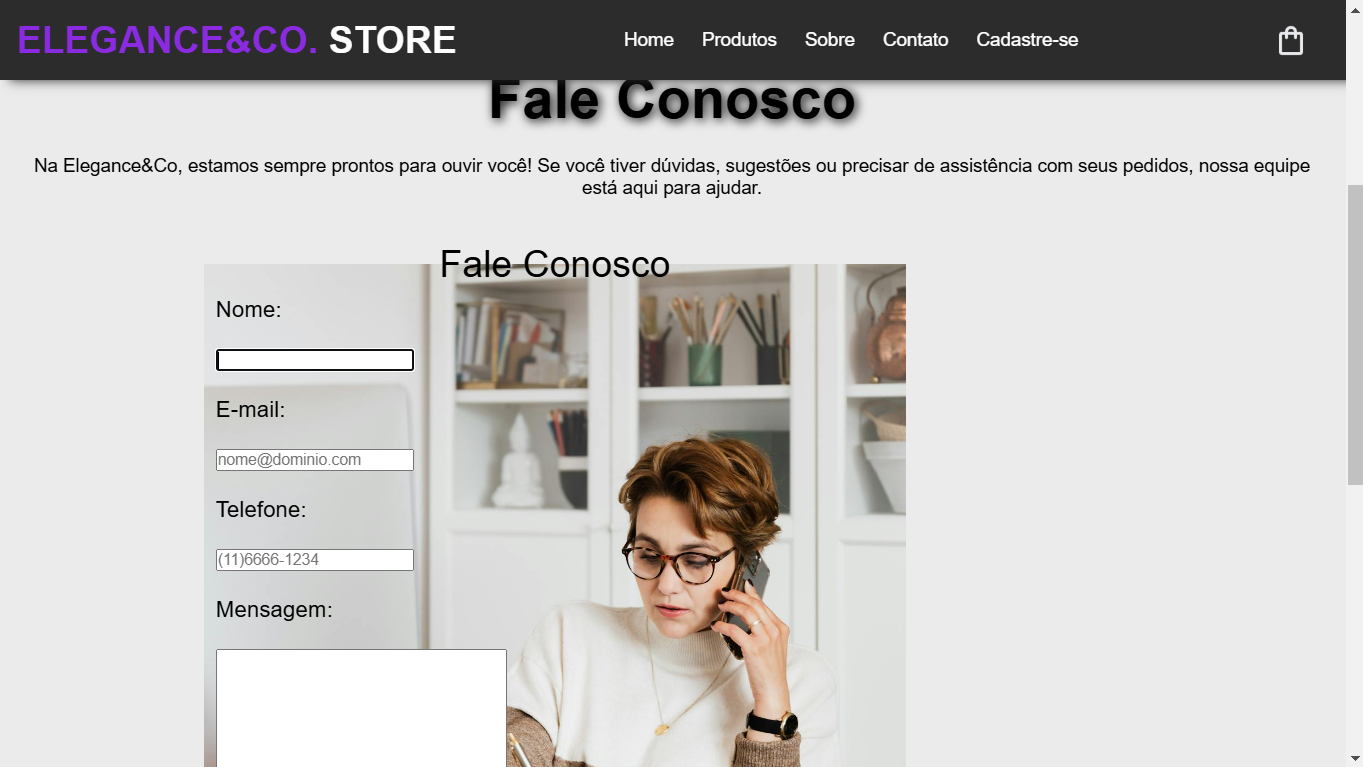 ELEGANCE&CO. STORE
Home Produtos Sobre Contato Cadastre-se
Fale Conosco
Na Elegance&Co, estamos sempre prontos para ouvir você! Se você tiver dúvidas, sugestões ou precisar de assistência com seus pedidos, nossa equipe
está aqui para ajudar.
Fale Conosco
Nome:
E-mail:
nome@dominio.com
Telefone:
(11)6666-1234
Mensagem: